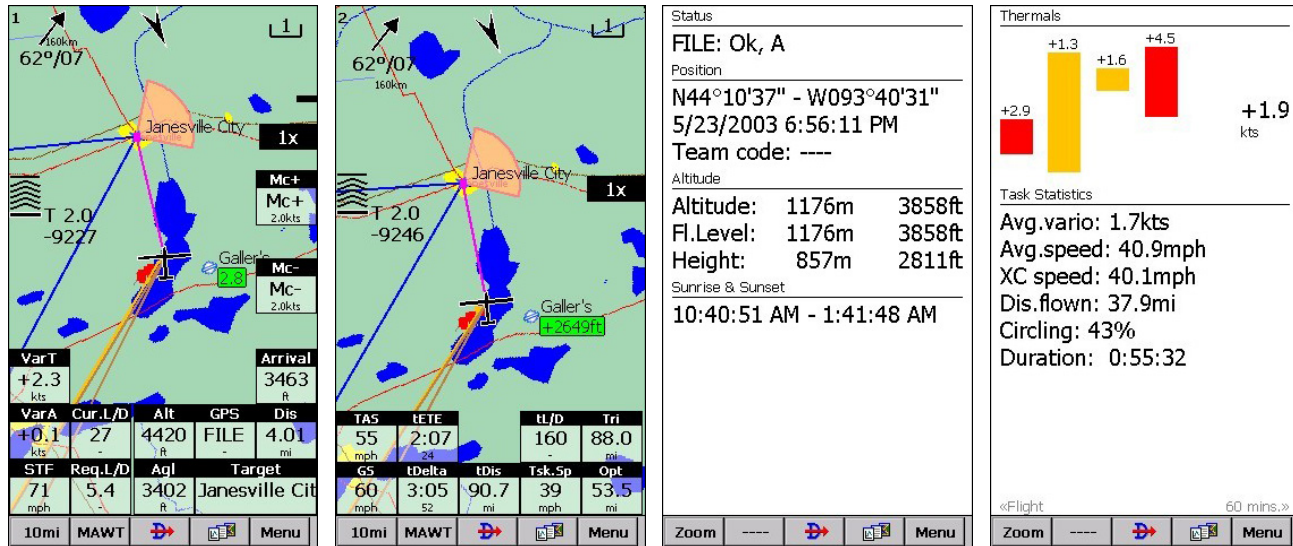 1
160km
62º/07
1
Janesville City
1x
Mc+
Mc+
2.0kts
T 2.0
-9227
Galler's
2.8
Mc-
Mc-
2.0kts
VarT
+2.3
kts
Arrival
3463
ft
VarA Cur.L/D Alt GPS Dis
+0.1 27 4420 FILE 4.01
kts - ft - mi
STF Req.L/D Agl Target
71 5.4 3402 Janesville Cit
mph ft
10mi MAWT Menu
2
62º/07
160km
1
Janesville City
1x
T 2.0
-9246
Galler's
+2649ft
TAS tETE tL/D Tri
55 2:07 160 88.0
mph 24 - mi
GS tDelta tDis Tsk.Sp Opt
60 3:05 90.7 39 53.5
mph 52 mi mph mi
10mi MAWT Menu
Status
FILE: Ok, A
Position
N44°10'37" - W093°40'31"
5/23/2003 6:56:11 PM
Team code: ----
Altitude
Altitude: 1176m 3858ft
Fl.Level: 1176m 3858ft
Height: 857m 2811ft
Sunrise & Sunset
10:40:51 AM - 1:41:48 AM
Zoom ---- Menu
Thermals
+2.9 +1.3 +1.6 +4.5
+1.9
kts
Task Statistics
Avg.vario: 1.7kts
Avg.speed: 40.9mph
XC speed: 40.1mph
Dis.flown: 37.9mi
Circling: 43%
Duration: 0:55:32
«Flight 60 mins.»
Zoom ---- Menu